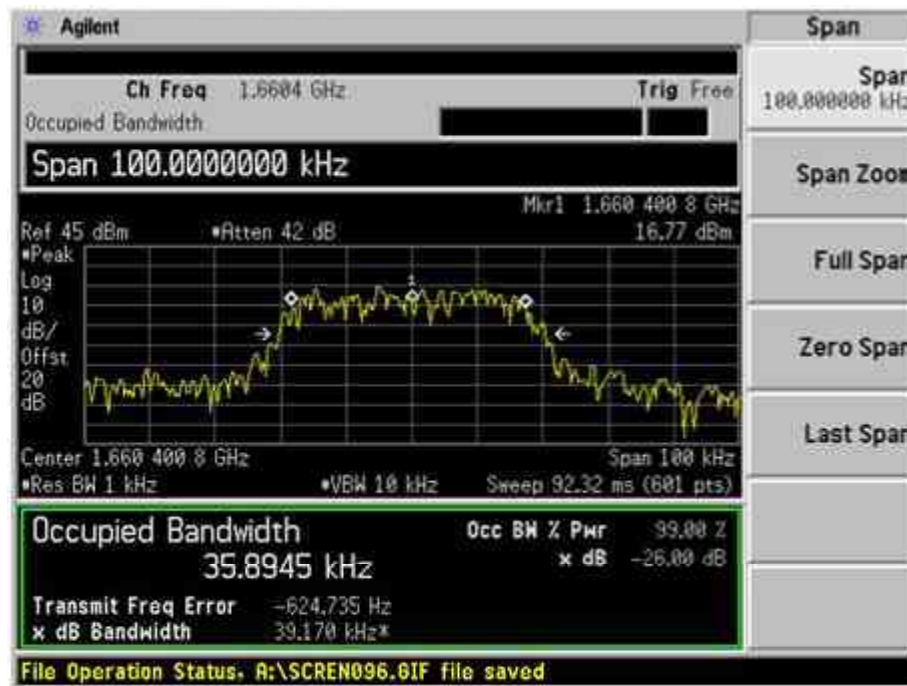 Agilent
Span
Ch Freq 1.6604 GHz
Trig Free
Occupied Bandwidth
Span 100.0000000 kHz
Mkr1 1.660 400 8 GHz
Ref 45 dBm
*Atten 42 dB
16.77 dBm
*Peak
Log
10
dB/
Offst
20
dB
1
Center 1.660 400 8 GHz
Span 100 kHz
*Res BW 1 kHz
*VBW 10 kHz
Sweep 92.32 ms (601 pts)
Occupied Bandwidth
35.8945 kHz
Occ BW % Pwr 99.00 %
x dB -26.00 dB
Transmit Freq Error -624.735 Hz
x dB Bandwidth 39.170 kHz*
File Operation Status, A:\SCREN096.GIF file saved
Span
100.000000 kHz
Span Zoom
Full Span
Zero Span
Last Span